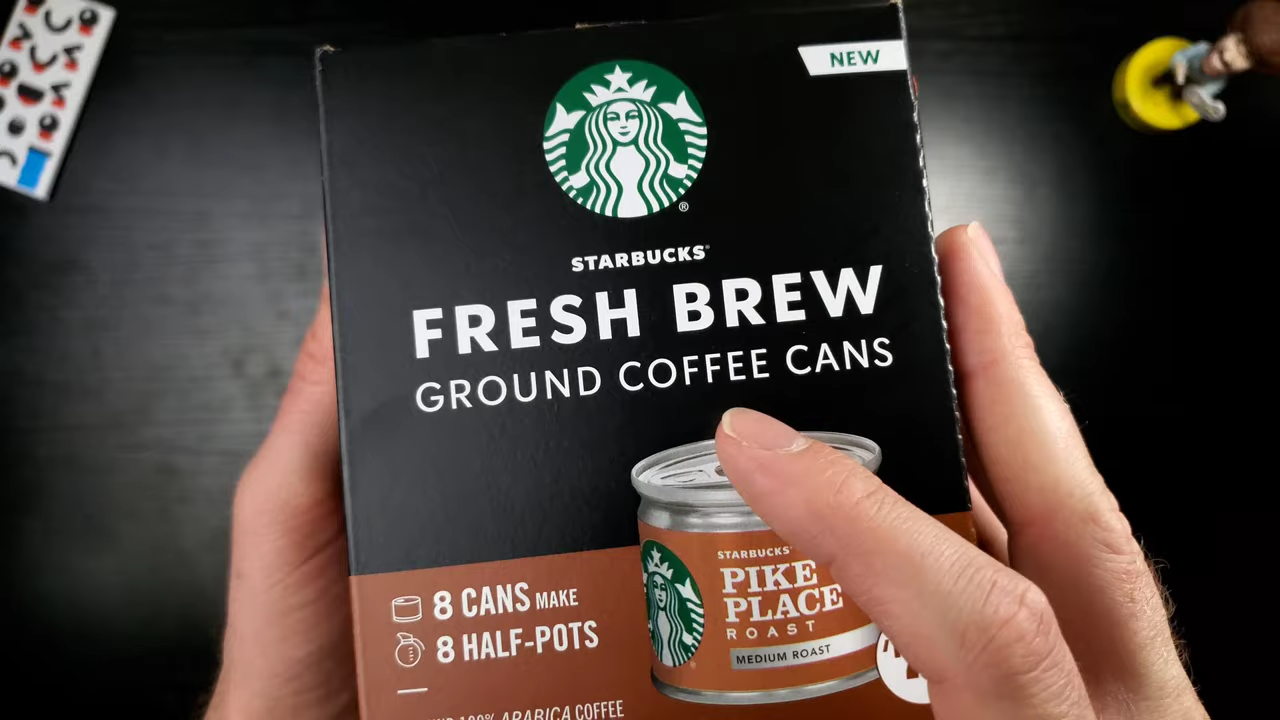 NEW
®
STARBUCKS®
FRESH BREW
GROUND COFFEE CANS
STARBUCKS
PIKE
PLACE
ROAST
MEDIUM ROAST
8 CANS MAKE
8 HALF-POTS
100% ARABICA COFFEE